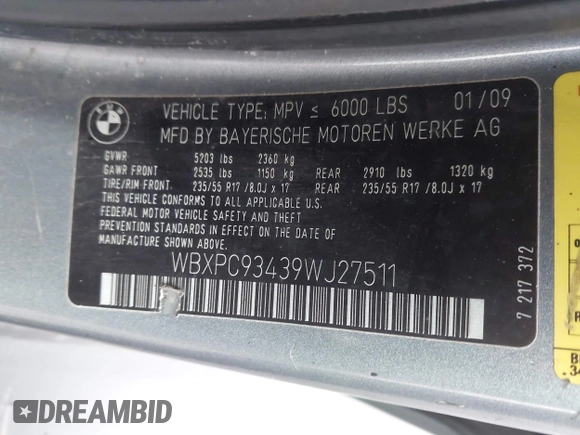 BMW
VEHICLE TYPE: MPV ≤ 6000 LBS 01/09
MFD BY BAYERISCHE MOTOREN WERKE AG
GVWR 5203 lbs 2360 kg
GAWR FRONT 2535 lbs 1150 kg REAR 2910 lbs 1320 kg
TIRE/RIM FRONT 235/55 R17 /8.0J x 17 REAR 235/55 R17 /8.0J x 17
THIS VEHICLE CONFORMS TO ALL APPLICABLE U.S.
FEDERAL MOTOR VEHICLE SAFETY AND THEFT
PREVENTION STANDARDS IN EFFECT ON THE DATE OF
MANUFACTURE SHOWN ABOVE.
WBXPC93439WJ27511
7 217 372
DREAMBID